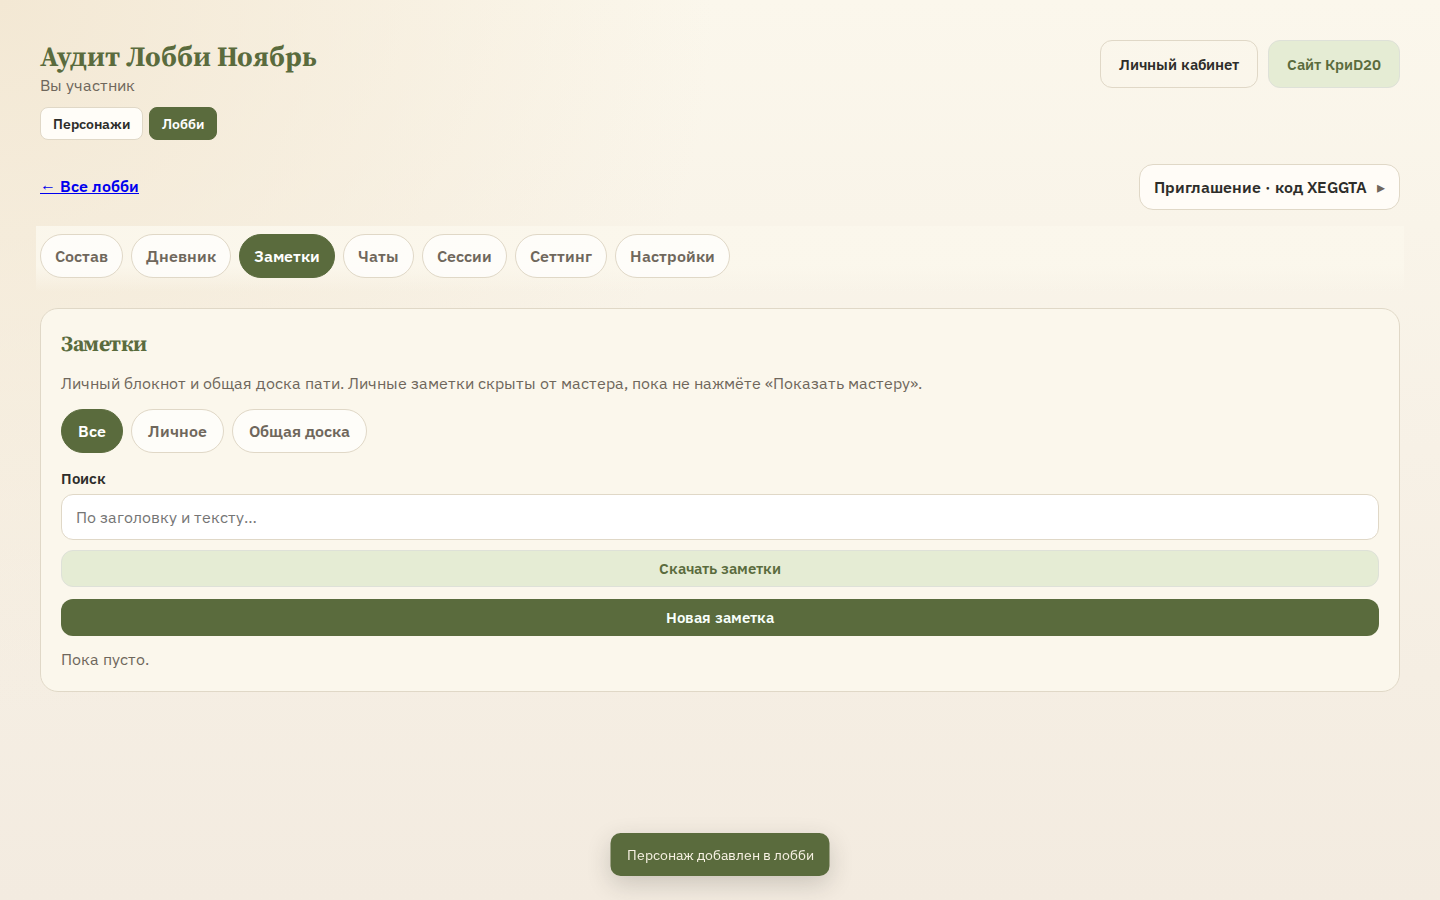 Аудит Лобби Ноябрь
Вы участник
Персонажи Лобби
Личный кабинет Сайт КриD20
← Все лобби
Приглашение · код XEGGTA ▸
Состав Дневник Заметки Чаты Сессии Сеттинг Настройки
Заметки
Личный блокнот и общая доска пати. Личные заметки скрыты от мастера, пока не нажмёте «Показать мастеру».
Все Личное Общая доска
Поиск
По заголовку и тексту...
Скачать заметки
Новая заметка
Пока пусто.
Персонаж добавлен в лобби